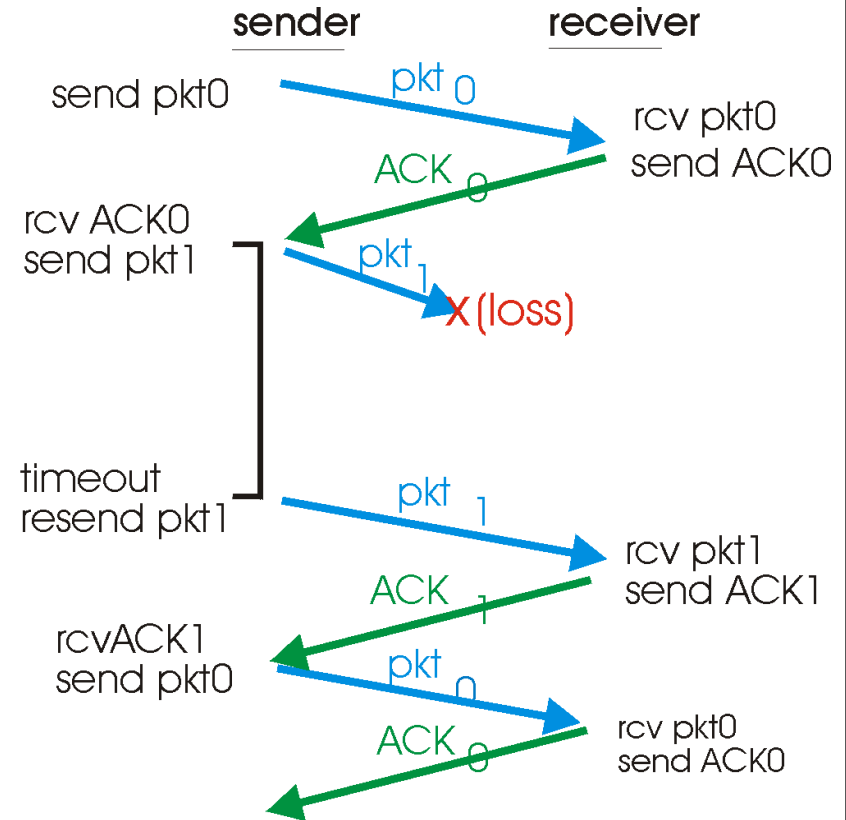 sender receiver
send pkt0
pkt 0
rcv pkt0
send ACK0
ACK 0
rcv ACK0
send pkt1
pkt 1
X (loss)
timeout
resend pkt1
pkt 1
rcv pkt1
send ACK1
ACK 1
rcvACK1
send pkt0
pkt 0
rcv pkt0
send ACK0
ACK 0